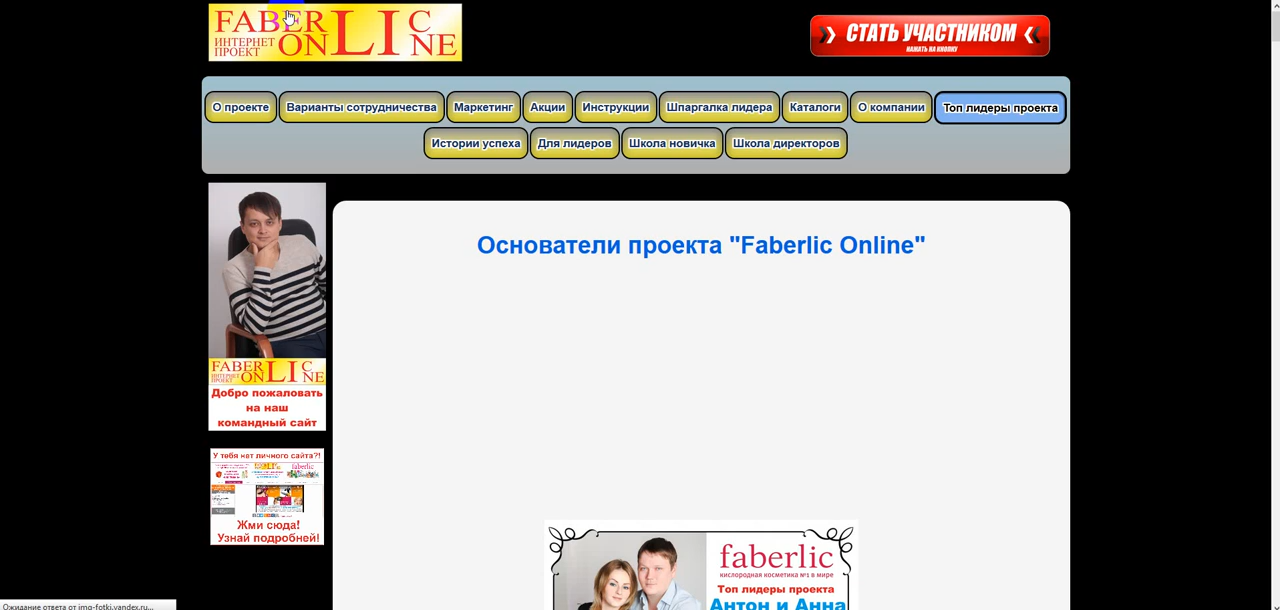 FABERLIC
ИНТЕРНЕТ
ПРОЕКТ
ONLINE
СТАТЬ УЧАСТНИКОМ
НАЖАТЬ НА КНОПКУ
О проекте
Варианты сотрудничества
Маркетинг
Акции
Инструкции
Шпаргалка лидера
Каталоги
О компании
Топ лидеры проекта
Истории успеха
Для лидеров
Школа новичка
Школа директоров
Основатели проекта "Faberlic Online"
FABERLIC
ИНТЕРНЕТ
ПРОЕКТ
ONLINE
Добро пожаловать
на наш
командный сайт
У тебя нет личного сайта?!
faberlic
Жми сюда!
Узнай подробней!
faberlic
кислородная косметика №1 в мире
Топ лидеры проекта
Антон и Анна
Ожидание ответа от img-fotki.yandex.ru...